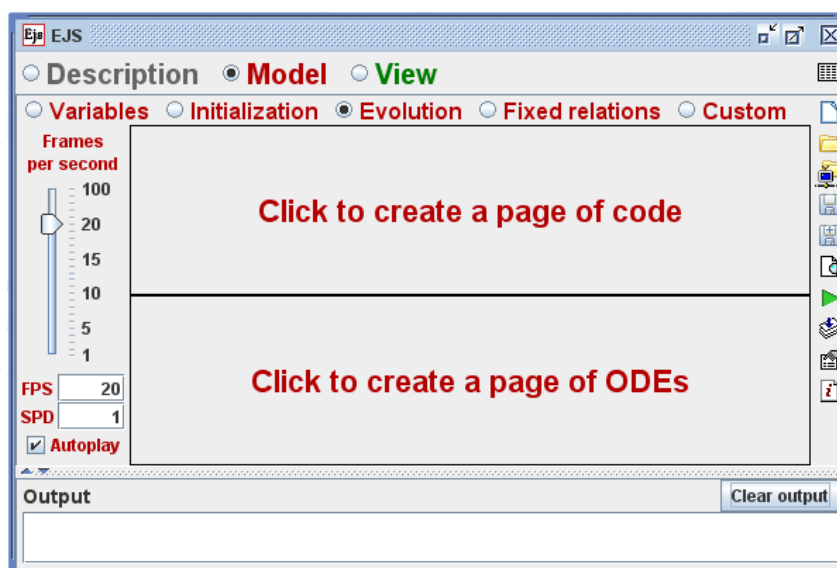 Ejs EJS
Description Model View
Variables Initialization Evolution Fixed relations Custom
Frames
per second
100
20
15
10
5
1
Click to create a page of code
Click to create a page of ODEs
FPS 20
SPD 1
Autoplay
Output Clear output